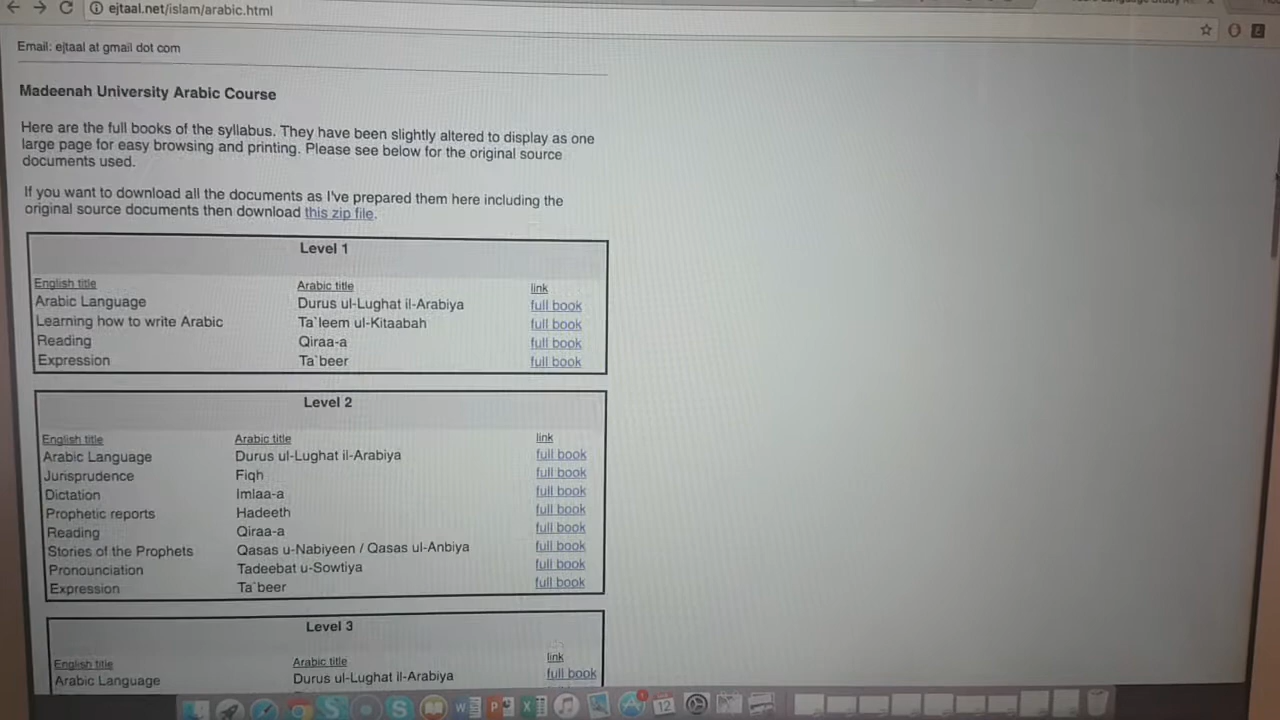 ejtaal.net/islam/arabic.html
Email: ejtaal at gmail dot com
Madeenah University Arabic Course
Here are the full books of the syllabus. They have been slightly altered to display as one
large page for easy browsing and printing. Please see below for the original source
documents used.
If you want to download all the documents as I've prepared them here including the
original source documents then download this zip file.
Level 1
English title Arabic title link
Arabic Language Durus ul-Lughat il-Arabiya full book
Learning how to write Arabic Ta`leem ul-Kitaabah full book
Reading Qiraa-a full book
Expression Ta`beer full book
Level 2
English title Arabic title link
Arabic Language Durus ul-Lughat il-Arabiya full book
Jurisprudence Fiqh full book
Dictation Imlaa-a full book
Prophetic reports Hadeeth full book
Reading Qiraa-a full book
Stories of the Prophets Qasas u-Nabiyeen / Qasas ul-Anbiya full book
Pronounciation Tadeebat u-Sowtiya full book
Expression Ta`beer full book
Level 3
English title Arabic title link
Arabic Language Durus ul-Lughat il-Arabiya full book
12